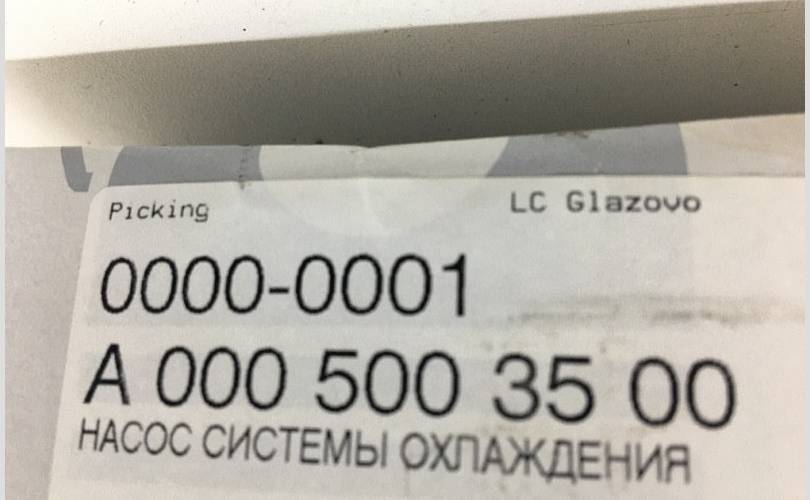 Picking LC Glazovo
0000-0001
A 000 500 35 00
НАСОС СИСТЕМЫ ОХЛАЖДЕНИЯ